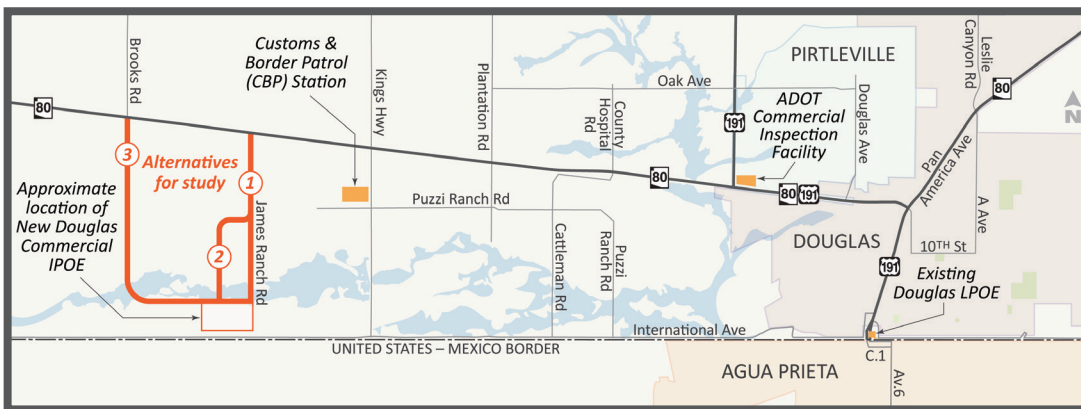 Brooks Rd
Customs &
Border Patrol
(CBP) Station
Kings Hwy
Plantation Rd
Oak Ave
County
Hospital
Rd
PIRTLEVILLE
Leslie
Canyon Rd
80
191
ADOT
Commercial
Inspection
Facility
Douglas Ave
Pan
America Ave
80
N
3
Alternatives
for study
1
Approximate
location of
New Douglas
Commercial
IPOE
2
James Ranch Rd
Puzzi Ranch Rd
Cattleman Rd
Puzzi
Ranch Rd
80
80
191
DOUGLAS
A Ave
10TH St
191
Existing
Douglas LPOE
International Ave
UNITED STATES – MEXICO BORDER
C.1
AGUA PRIETA
Av.6